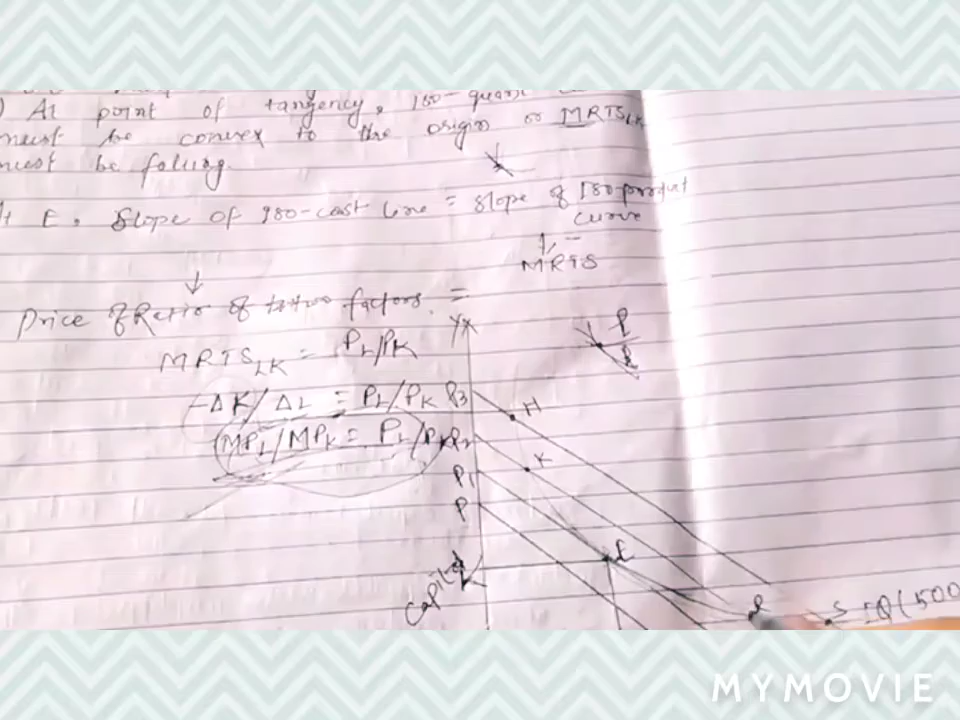 At point of tangency, iso-quant
must be convex to the origin or MRTSLK
must be falling.
At E, Slope of iso-cost line = slope of iso-product
curve
MRTS
Price of Ratio of two factors. =
MRTSLK = PL/PK
-ΔK/ΔL = PL/PK
MPL/MPK = PL/PK
Y
P3
P2
P1
P
Capital
H
K
E
R
S
IQ(500
MYMOVIE